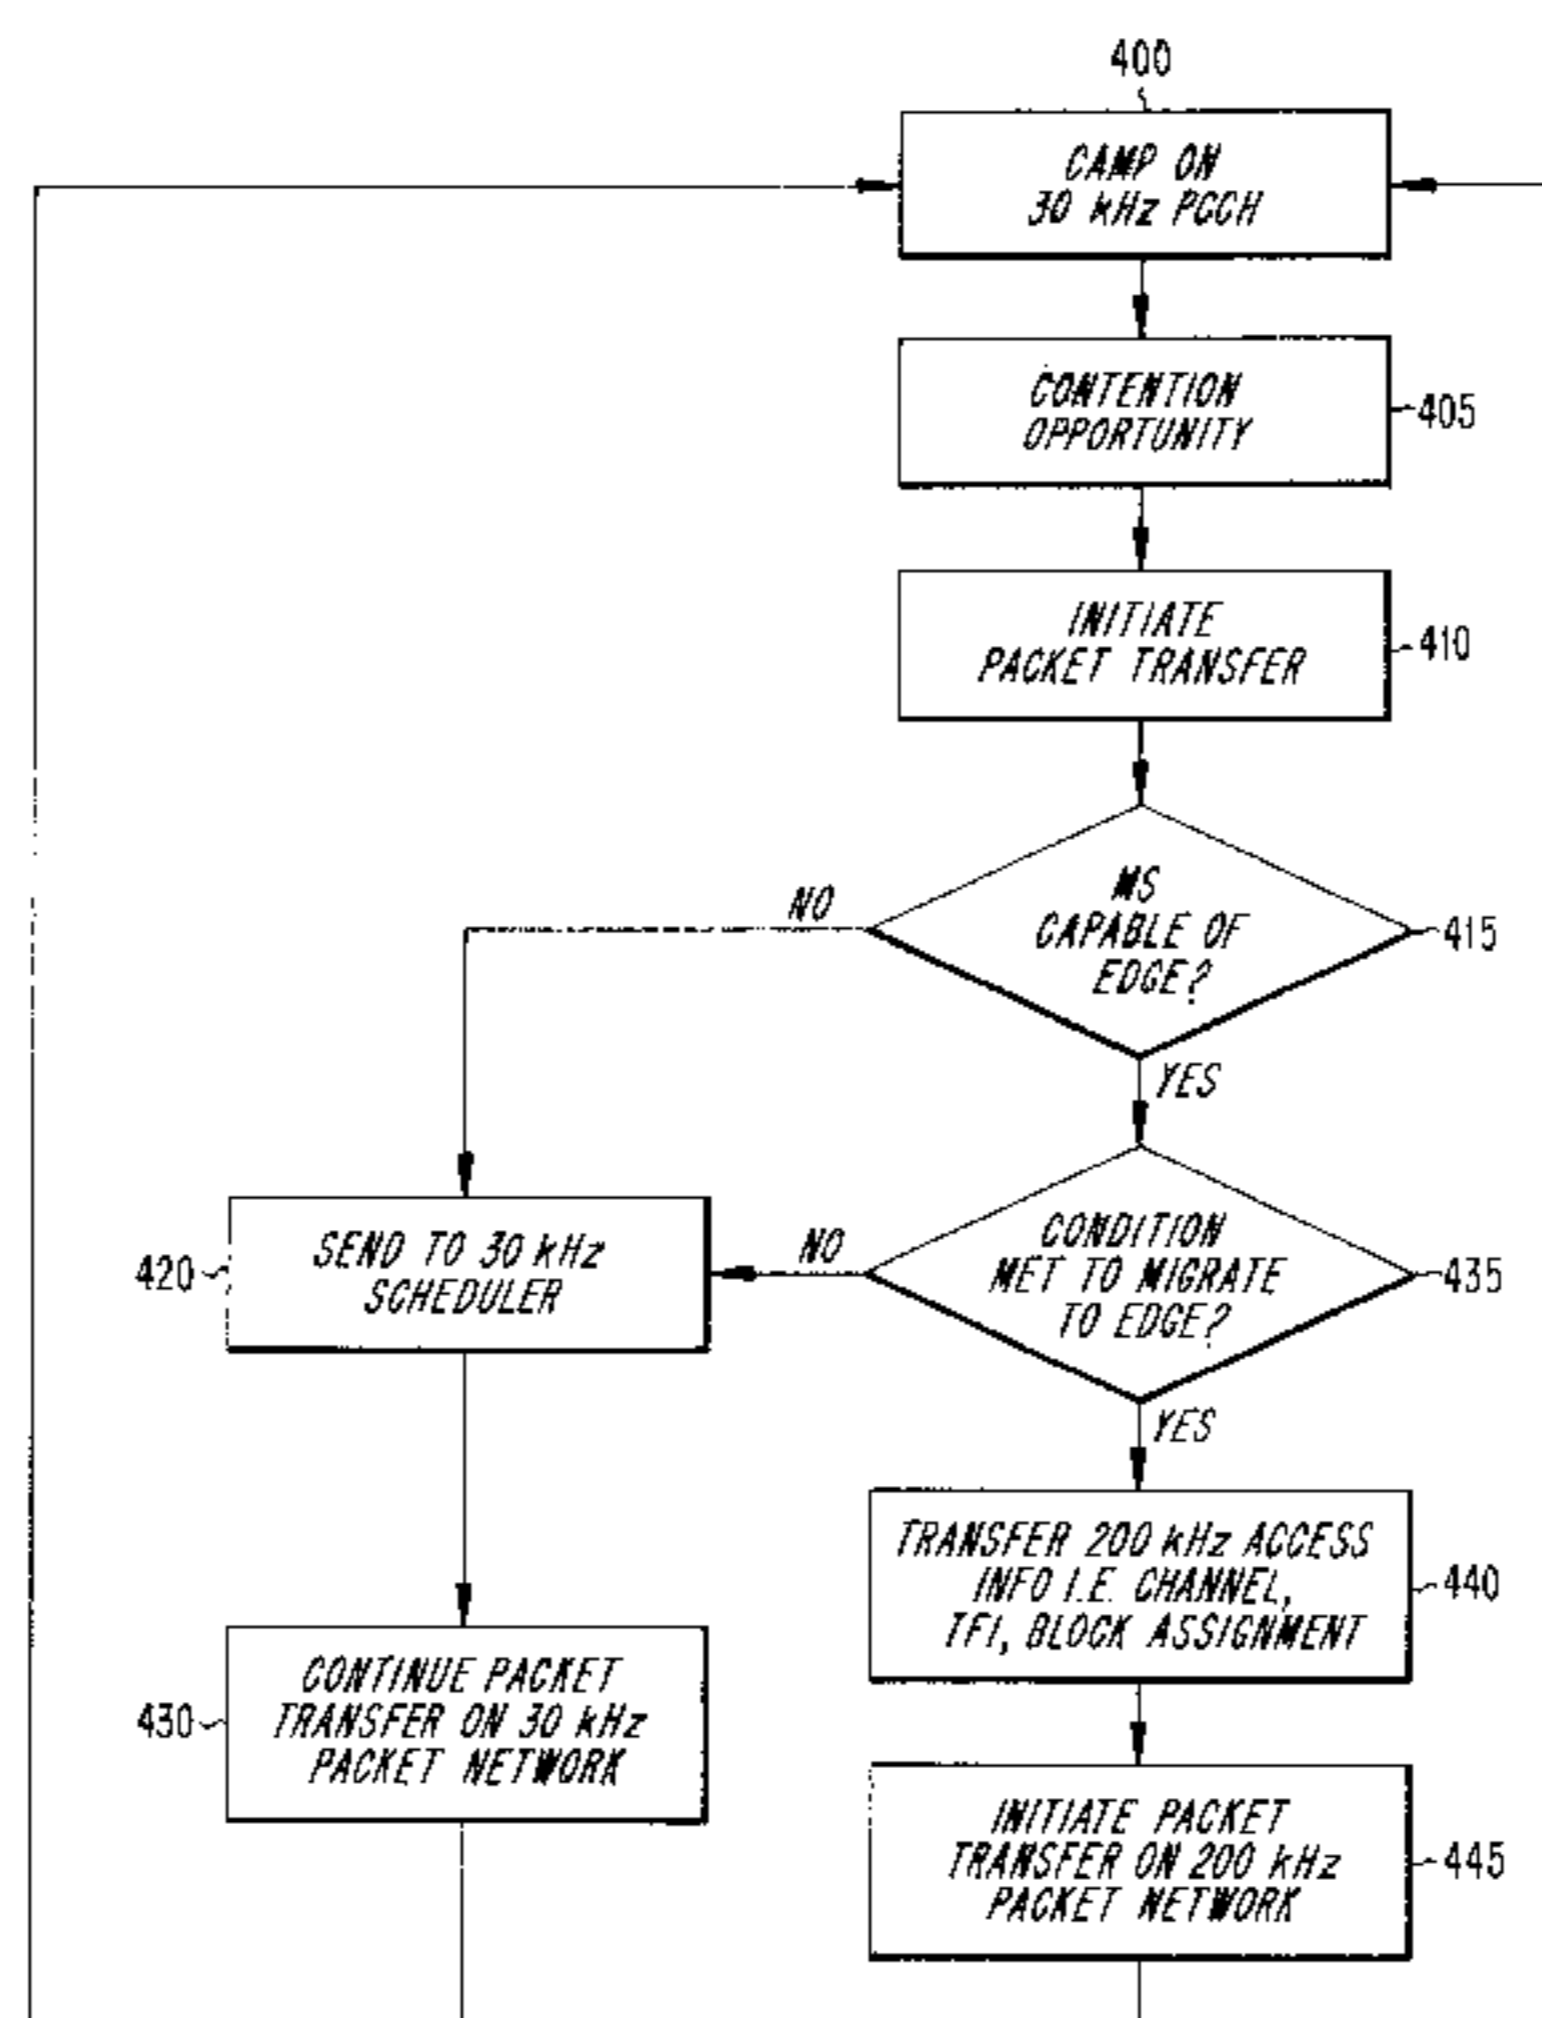 400
CAMP ON
30 kHz PCCH
CONTENTION
OPPORTUNITY
405
INITIATE
PACKET TRANSFER
410
MS
CAPABLE OF
EDGE?
415
NO
YES
SEND TO 30 kHz
SCHEDULER
420
NO
CONDITION
MET TO MIGRATE
TO EDGE?
435
YES
TRANSFER 200 kHz ACCESS
INFO I.E. CHANNEL,
TFI, BLOCK ASSIGNMENT
440
CONTINUE PACKET
TRANSFER ON 30 kHz
PACKET NETWORK
430
INITIATE PACKET
TRANSFER ON 200 kHz
PACKET NETWORK
445